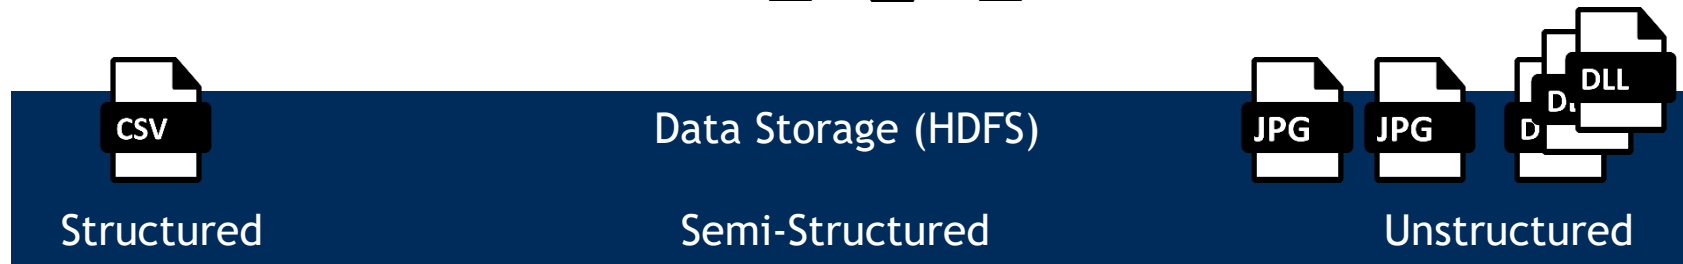 DLL
CSV
Data Storage (HDFS)
JPG
JPG
Structured
Semi-Structured
Unstructured